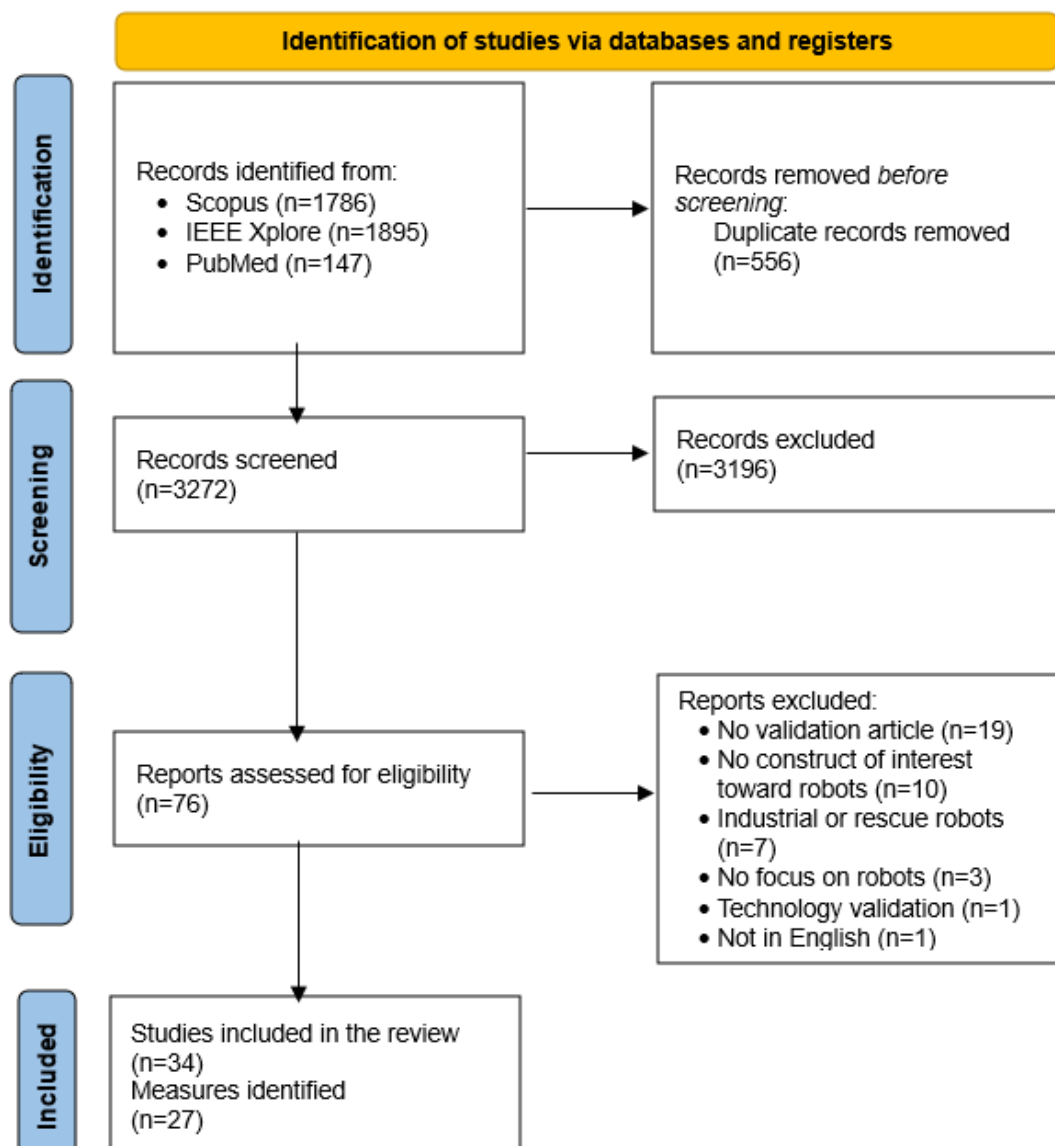 Identification of studies via databases and registers
Identification
Records identified from:
• Scopus (n=1786)
• IEEE Xplore (n=1895)
• PubMed (n=147)
Records removed before
screening:
Duplicate records removed
(n=556)
Screening
Records screened
(n=3272)
Records excluded
(n=3196)
Eligibility
Reports assessed for eligibility
(n=76)
Reports excluded:
• No validation article (n=19)
• No construct of interest
toward robots (n=10)
• Industrial or rescue robots
(n=7)
• No focus on robots (n=3)
• Technology validation (n=1)
• Not in English (n=1)
Included
Studies included in the review
(n=34)
Measures identified
(n=27)